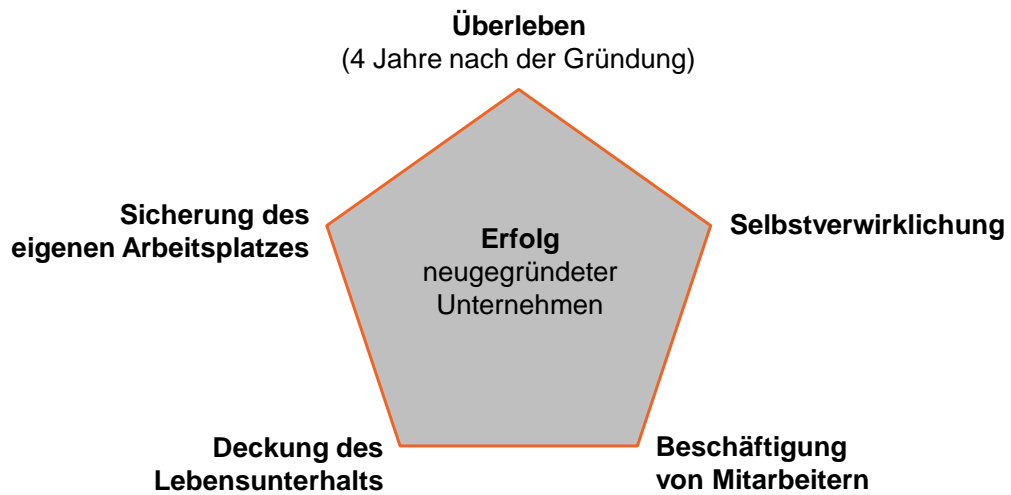 Überleben
(4 Jahre nach der Gründung)
Sicherung des
eigenen Arbeitsplatzes
Erfolg
neugegründeter
Unternehmen
Selbstverwirklichung
Deckung des
Lebensunterhalts
Beschäftigung
von Mitarbeitern